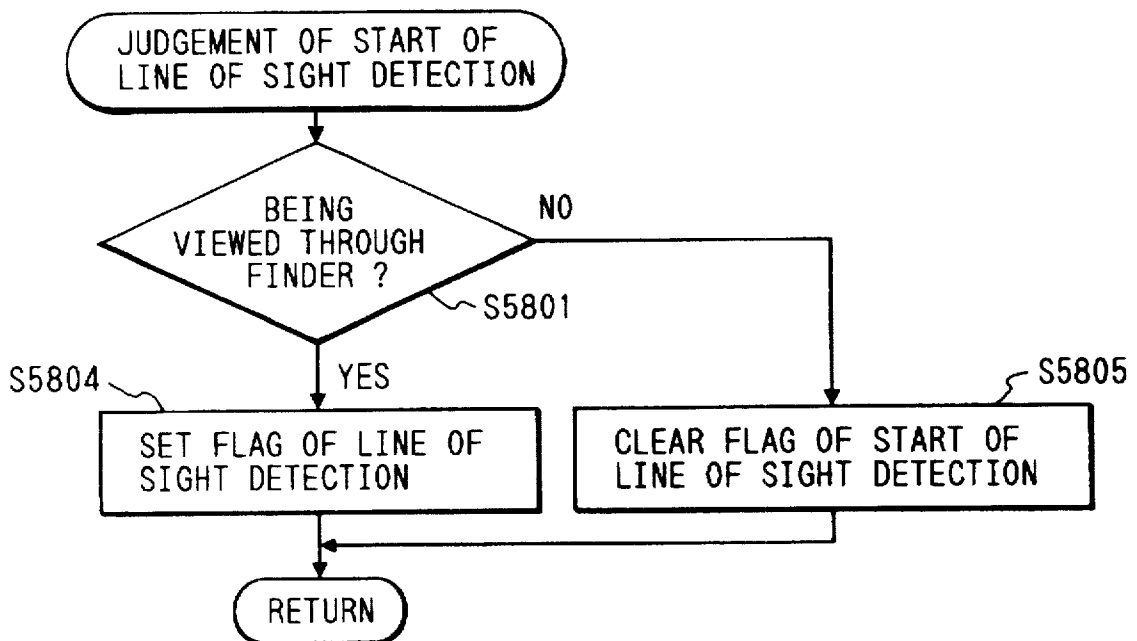 JUDGEMENT OF START OF
LINE OF SIGHT DETECTION
BEING
VIEWED THROUGH
FINDER ?
NO
S5801
YES
S5804
SET FLAG OF LINE OF
SIGHT DETECTION
S5805
CLEAR FLAG OF START OF
LINE OF SIGHT DETECTION
RETURN